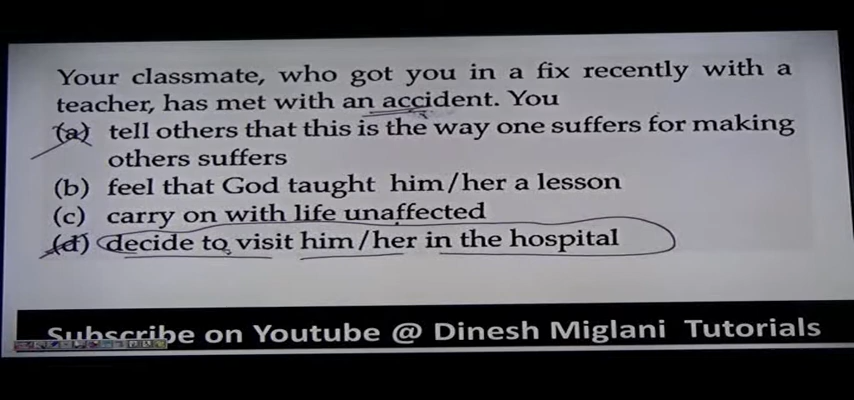 Your classmate, who got you in a fix recently with a
teacher, has met with an accident. You
(a) tell others that this is the way one suffers for making
others suffers
(b) feel that God taught him/her a lesson
(c) carry on with life unaffected
(d) decide to visit him/her in the hospital
Subscribe on Youtube @ Dinesh Miglani Tutorials